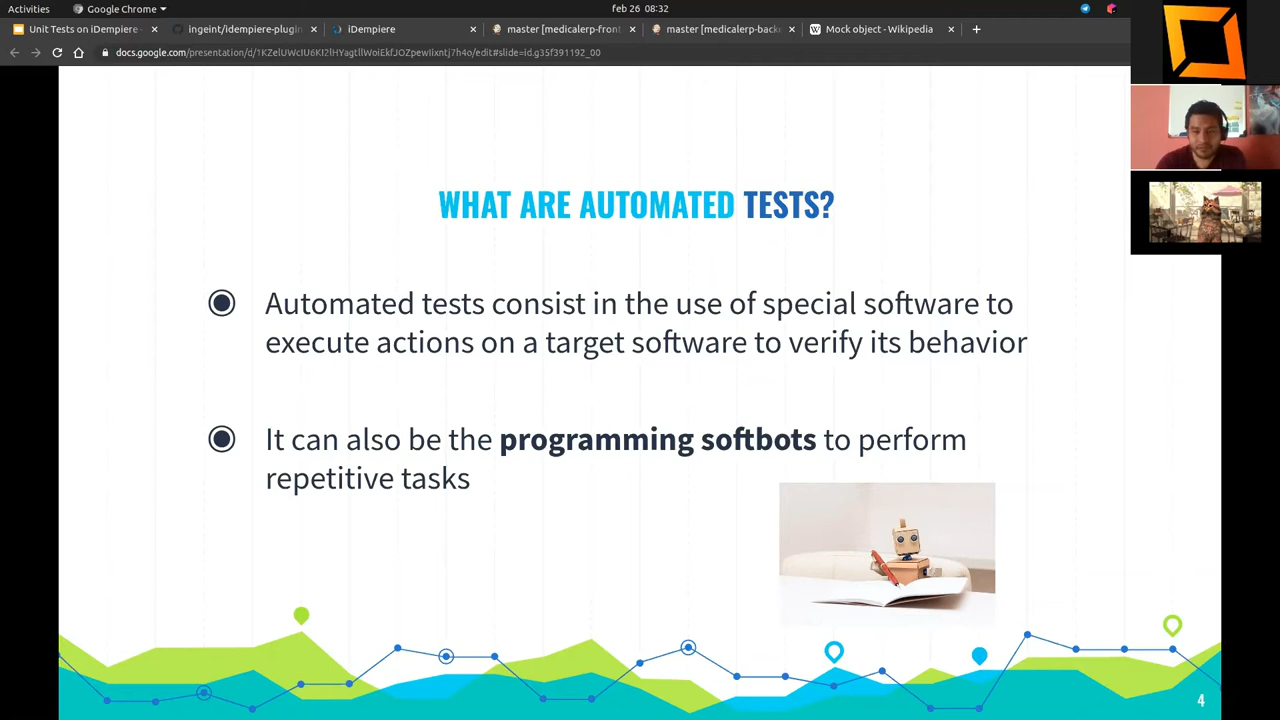 Activities
Google Chrome
feb 26 08:32
Unit Tests on iDempiere -
ingeint/idempiere-plugin
iDempiere
master [medicalerp-front
master [medicalerp-back
W Mock object - Wikipedia
WHAT ARE AUTOMATED TESTS?
Automated tests consist in the use of special software to
execute actions on a target software to verify its behavior
It can also be the programming softbots to perform
repetitive tasks
4